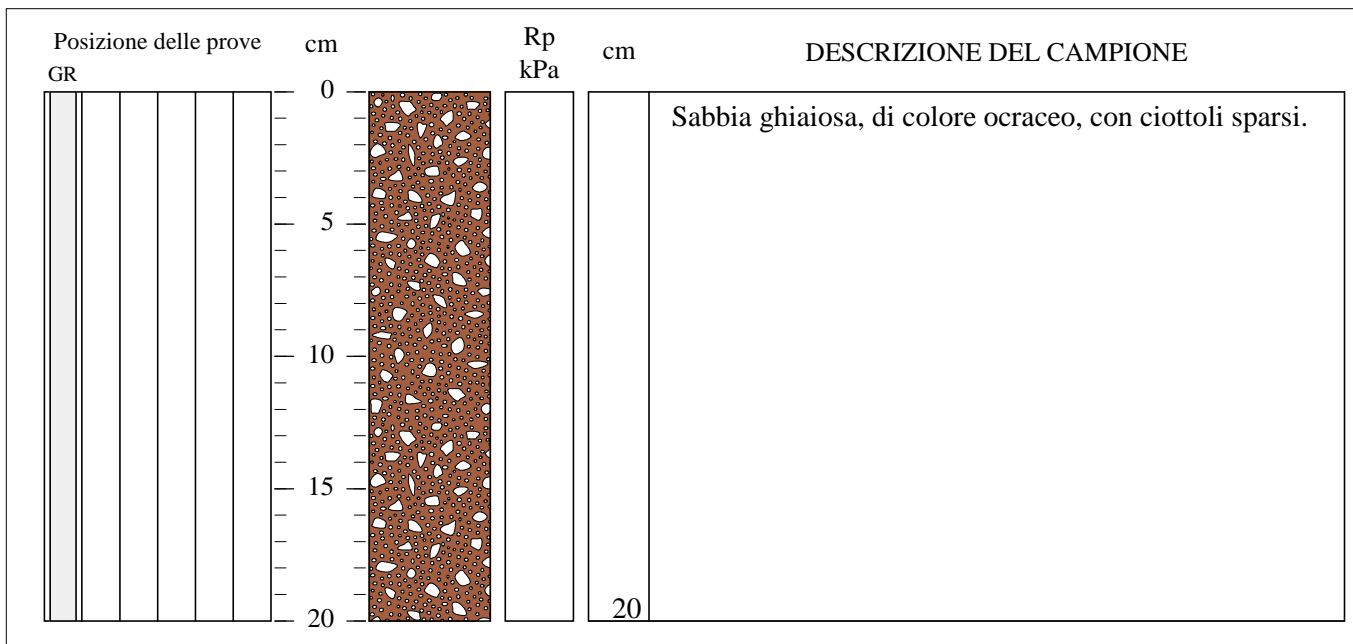 Posizione delle prove
cm
Rp
kPa
cm
DESCRIZIONE DEL CAMPIONE
GR
0
Sabbia ghiaiosa, di colore ocraceo, con ciottoli sparsi.
5
10
15
20
20